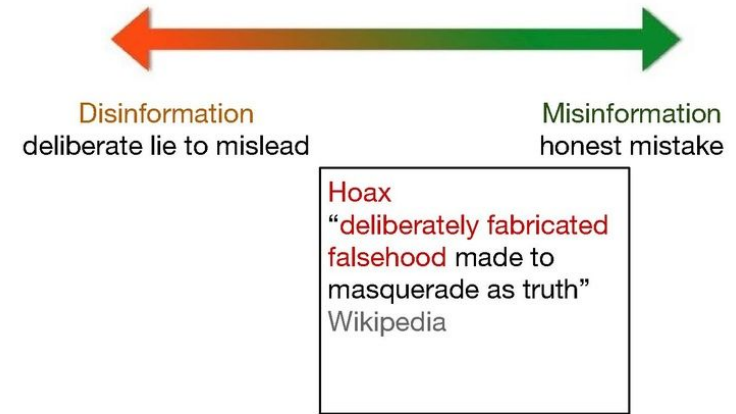 Disinformation
deliberate lie to mislead
Misinformation
honest mistake
Hoax
“deliberately fabricated
falsehood made to
masquerade as truth”
Wikipedia